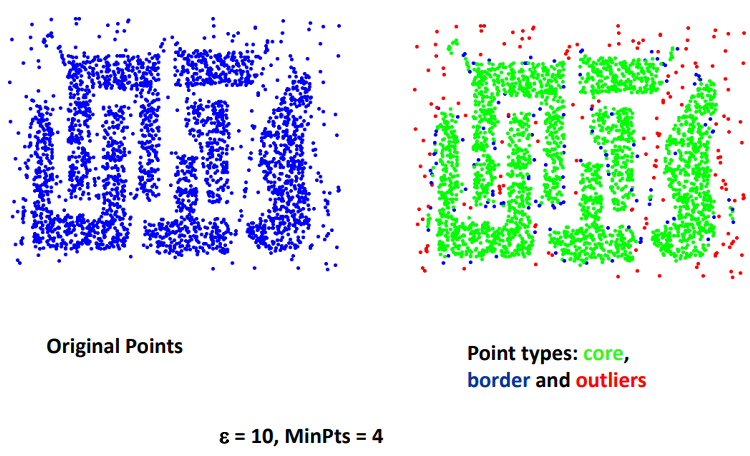 Original Points
Point types: core,
border and outliers
ε = 10, MinPts = 4